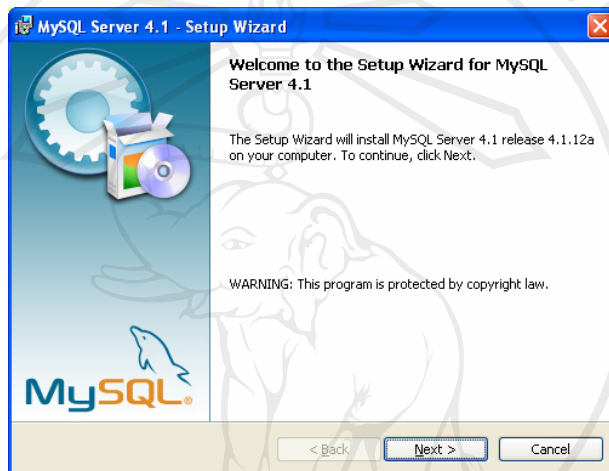 MySQL Server 4.1 - Setup Wizard
Welcome to the Setup Wizard for MySQL
Server 4.1
The Setup Wizard will install MySQL Server 4.1 release 4.1.12a
on your computer. To continue, click Next.
WARNING: This program is protected by copyright law.
MySQL®
< Back
Next >
Cancel